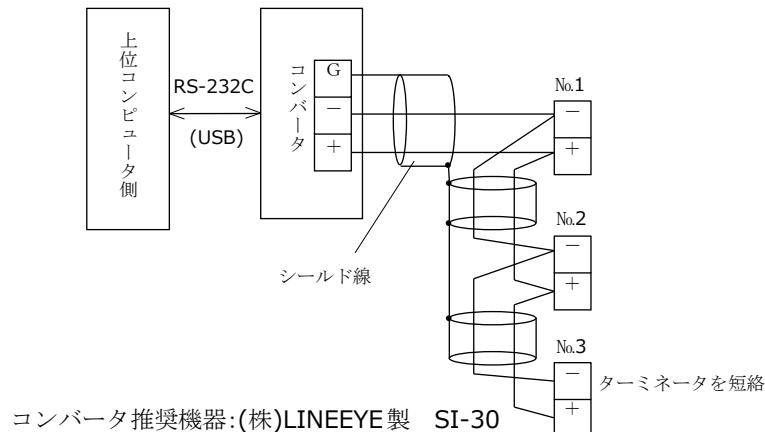 上位コンピュータ側
RS-232C
(USB)
コンバータ
G
−
+
シールド線
№1
−
+
№2
−
+
№3
−
+
ターミネータを短絡
コンバータ推奨機器:(株)LINEEYE製 SI-30